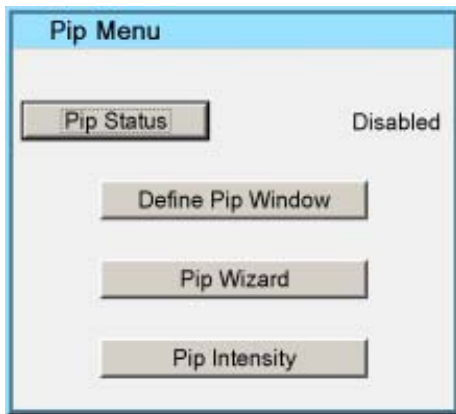 Pip Menu
Pip Status Disabled
Define Pip Window
Pip Wizard
Pip Intensity